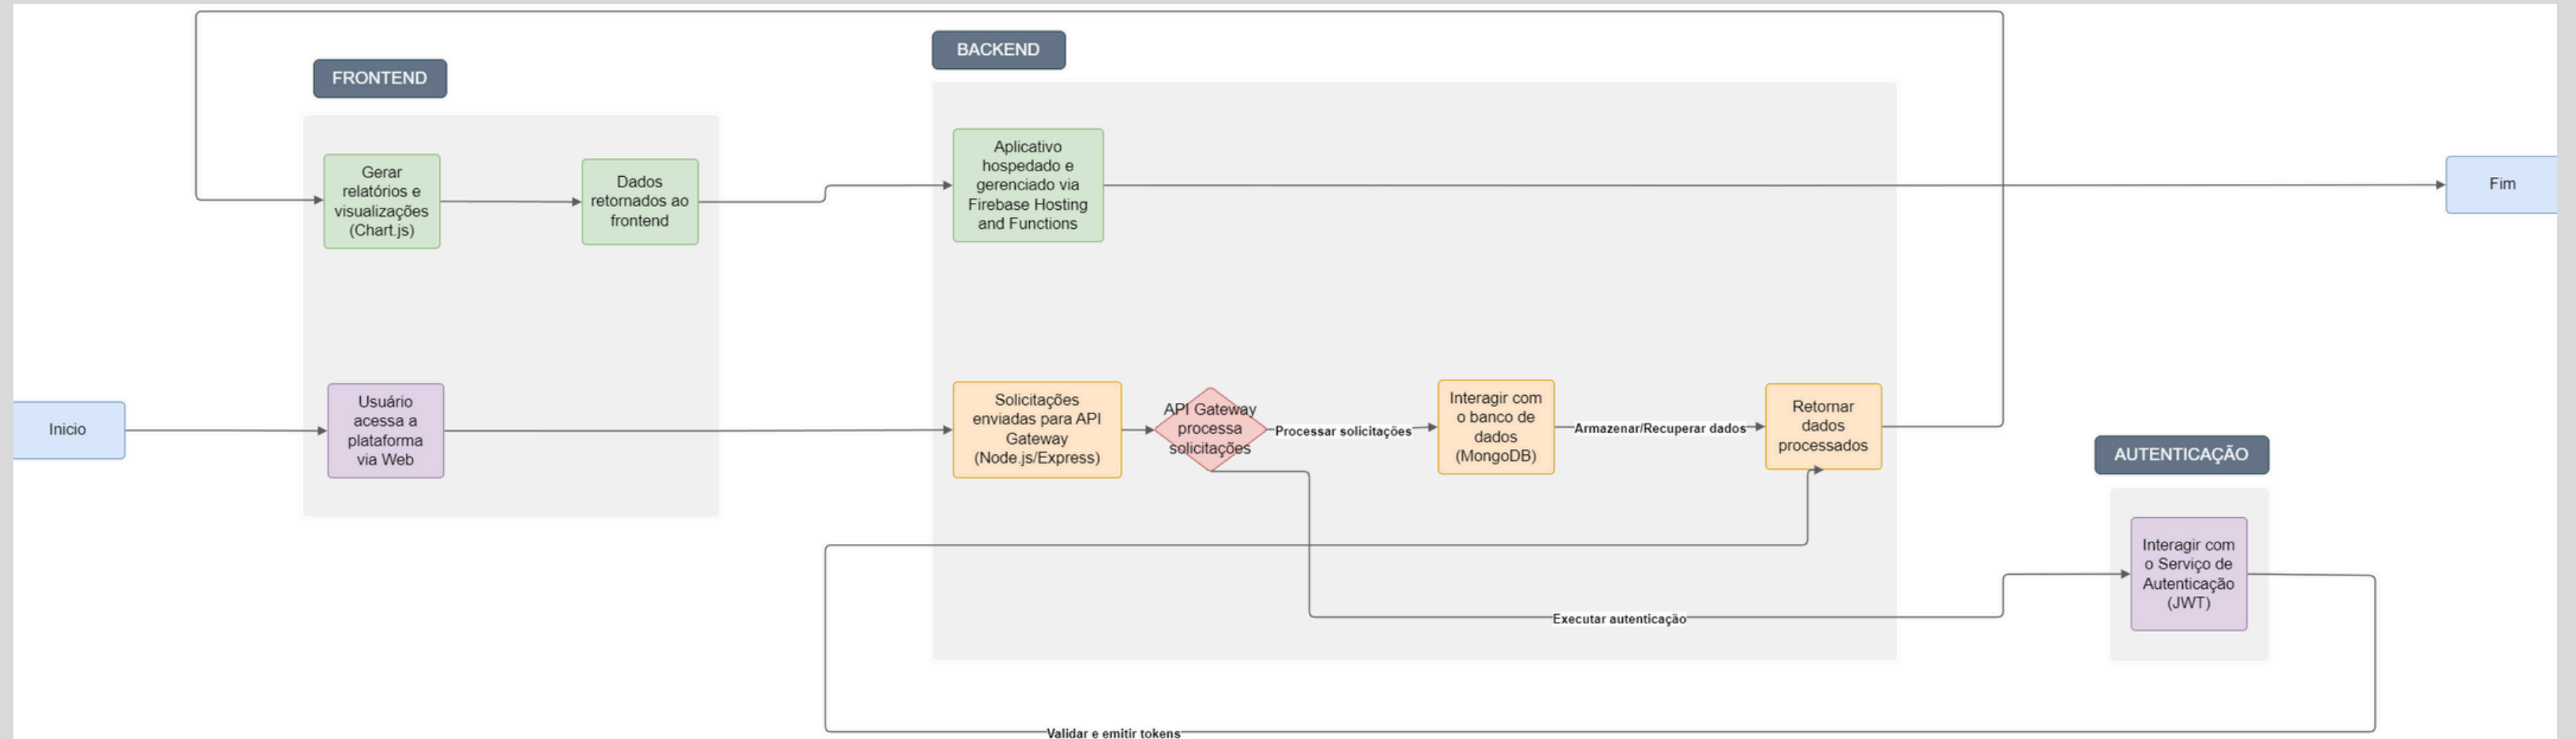 BACKEND
FRONTEND
Gerar
relatórios e
visualizações
(Chart.js)
Dados
retornados ao
frontend
Aplicativo
hospedado e
gerenciado via
Firebase Hosting
and Functions
Fim
Inicio
Usuário
acessa a
plataforma
via Web
Solicitações
enviadas para API
Gateway
(Node.js/Express)
API Gateway
processa
solicitações
Processar solicitações
Interagir com
o banco de
dados
(MongoDB)
Armazenar/Recuperar dados
Retornar
dados
processados
AUTENTICAÇÃO
Interagir com
o Serviço de
Autenticação
(JWT)
Executar autenticação
Validar e emitir tokens